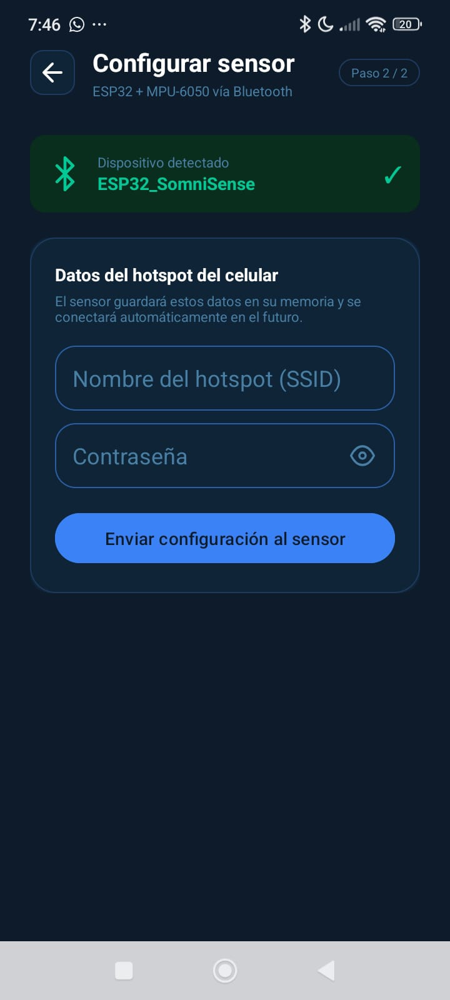 7:46 ...
20
Configurar sensor
ESP32 + MPU-6050 vía Bluetooth
Paso 2 / 2
Dispositivo detectado
ESP32_SomniSense
✓
Datos del hotspot del celular
El sensor guardará estos datos en su memoria y se
conectará automáticamente en el futuro.
Nombre del hotspot (SSID)
Contraseña
Enviar configuración al sensor